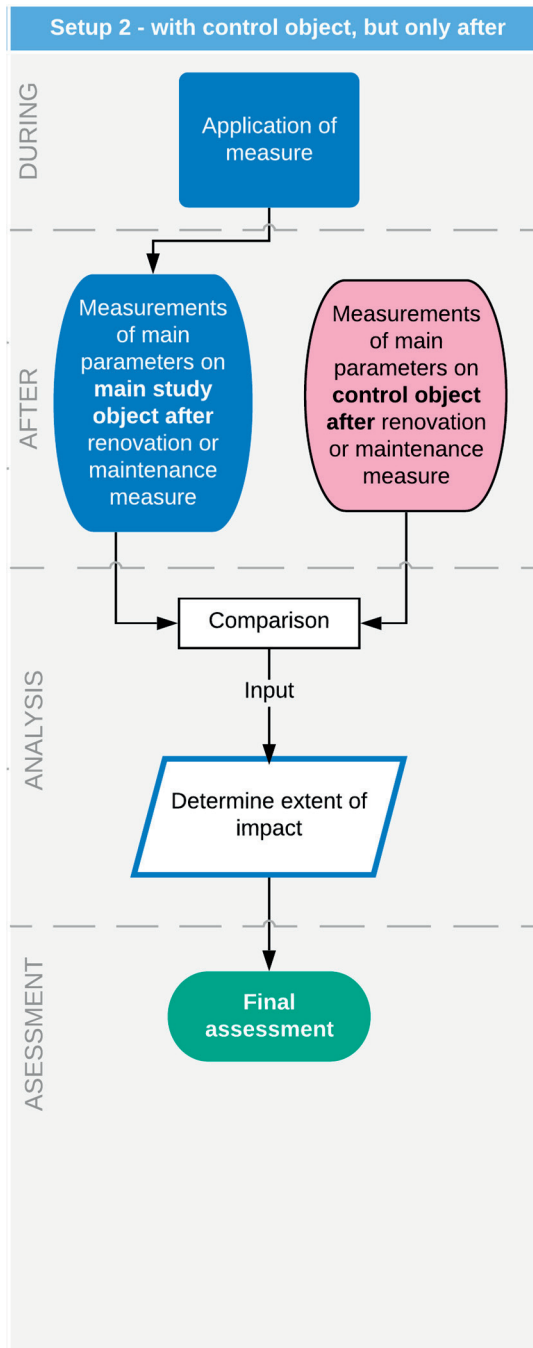 Setup 2 - with control object, but only after
DURING
Application of
measure
AFTER
Measurements
of main
parameters on
main study
object after
renovation or
maintenance
measure
Measurements
of main
parameters on
control object
after renovation
or maintenance
measure
ANALYSIS
Comparison
Input
Determine extent of
impact
ASESSMENT
Final
assessment